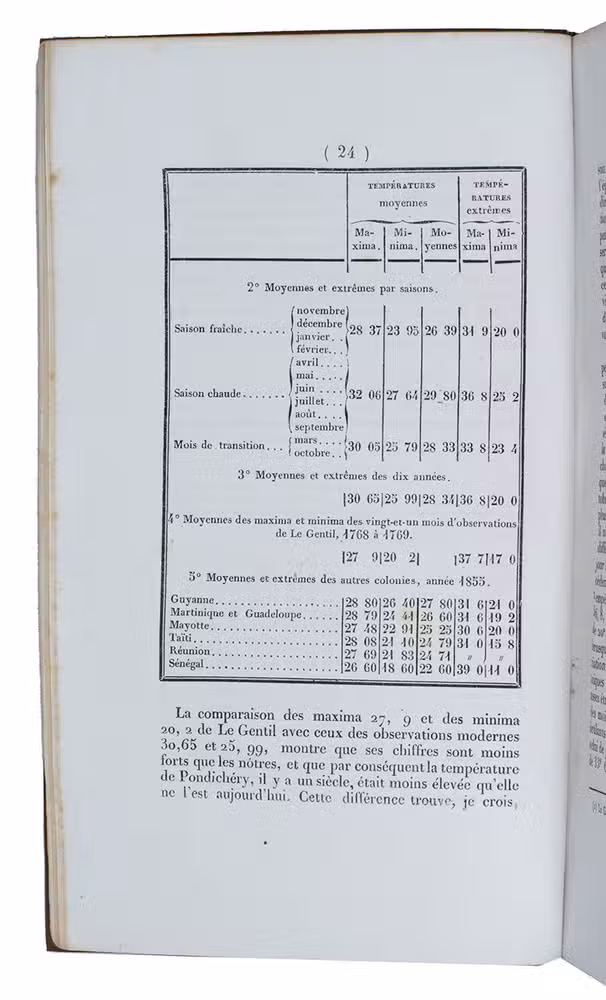 ( 24 )
TEMPÉRATURES moyennes
TEMPÉ-RATURES extrêmes
Ma-xima. Mi-nima. Mo-yennes Ma-xima Mi-nima
2° Moyennes et extrêmes par saisons.
novembre
décembre
Saison fraîche....... 28 37 23 95 26 39 31 9 20 0
janvier..
février...
avril....
mai.....
juin ....
Saison chaude....... 32 06 27 64 29 80 36 8 25 2
juillet...
août....
septembre
Mois de transition... mars.... 30 05 25 79 28 33 33 8 23 4
octobre..
3° Moyennes et extrêmes des dix années.
30 65 25 99 28 34 36 8 20 0
4° Moyennes des maxima et minima des vingt-et-un mois d'observations
de Le Gentil, 1768 à 1769.
27 9 20 2 37 7 17 0
5° Moyennes et extrêmes des autres colonies, année 1855.
Guyanne.................... 28 80 26 40 27 80 31 6 21 0
Martinique et Guadeloupe...... 28 79 24 41 26 60 31 6 19 2
Mayotte.................... 27 48 22 91 25 25 30 6 20 0
Taïti...................... 28 08 21 10 24 79 31 0 15 8
Réunion.................... 27 69 21 83 24 71 " "
Sénégal.................... 26 60 18 60 22 60 39 0 11 0
La comparaison des maxima 27, 9 et des minima
20, 2 de Le Gentil avec ceux des observations modernes
30,65 et 25, 99, montre que ses chiffres sont moins
forts que les nôtres, et que par conséquent la température
de Pondichéry, il y a un siècle, était moins élevée qu'elle
ne l'est aujourd'hui. Cette différence trouve, je crois,